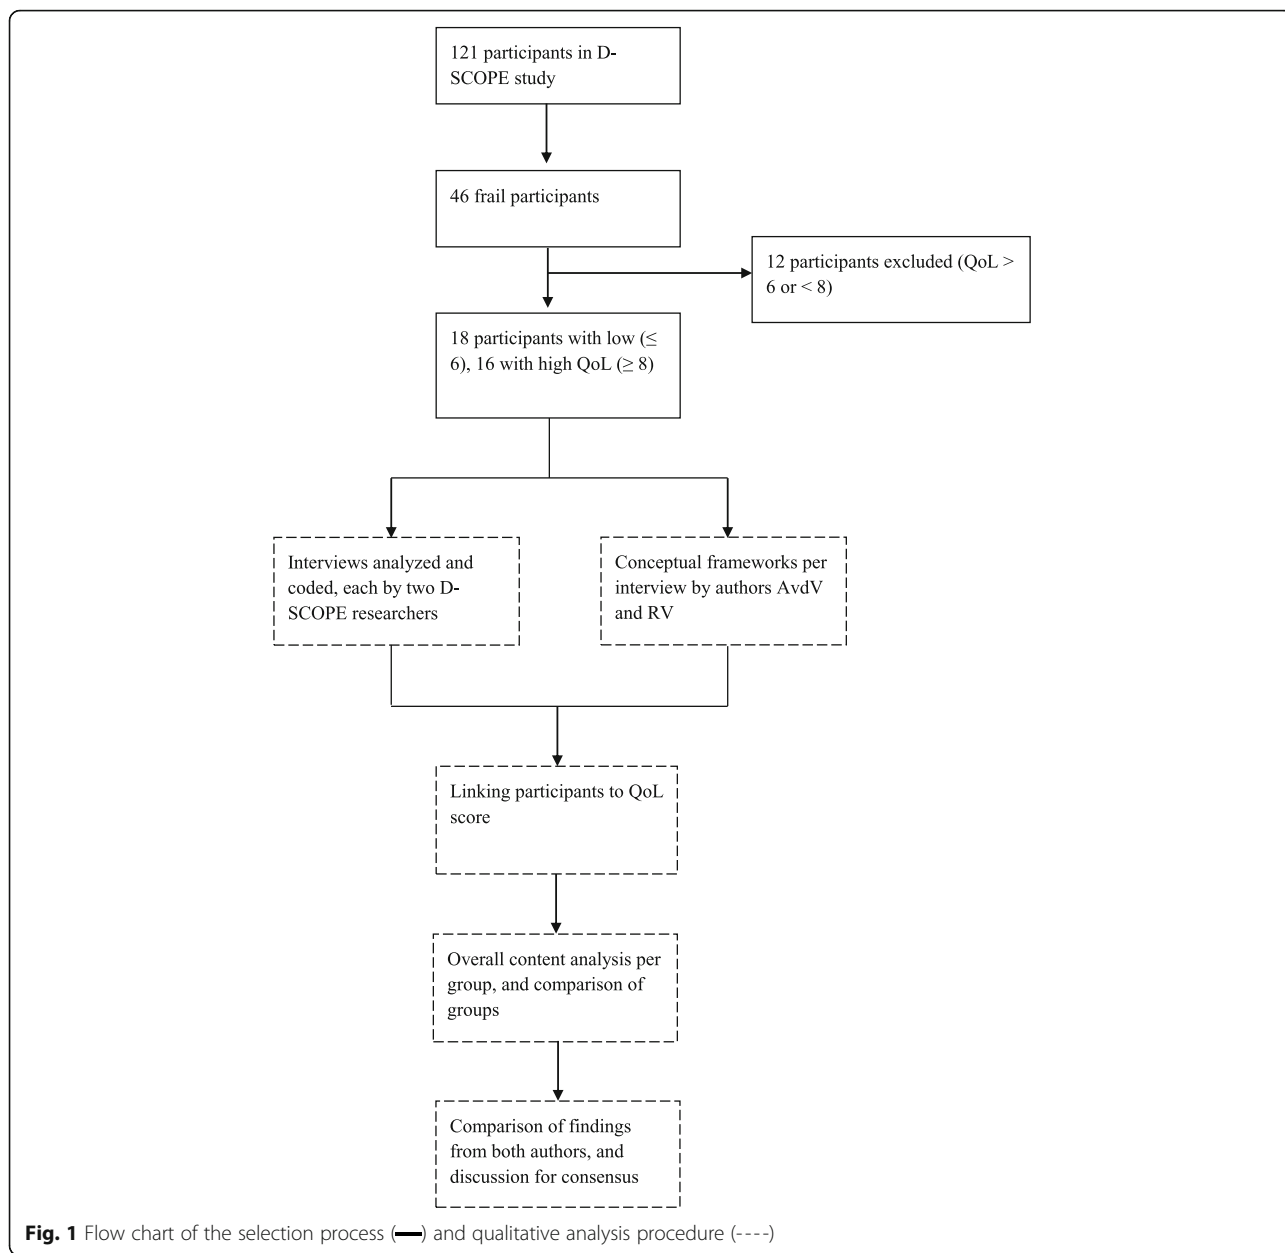 121 participants in D-
SCOPE study
46 frail participants
12 participants excluded (QoL >
6 or < 8)
18 participants with low (≤
6), 16 with high QoL (≥ 8)
Interviews analyzed and
coded, each by two D-
SCOPE researchers
Conceptual frameworks per
interview by authors AvdV
and RV
Linking participants to QoL
score
Overall content analysis per
group, and comparison of
groups
Comparison of findings
from both authors, and
discussion for consensus
Fig. 1 Flow chart of the selection process (—) and qualitative analysis procedure (----)